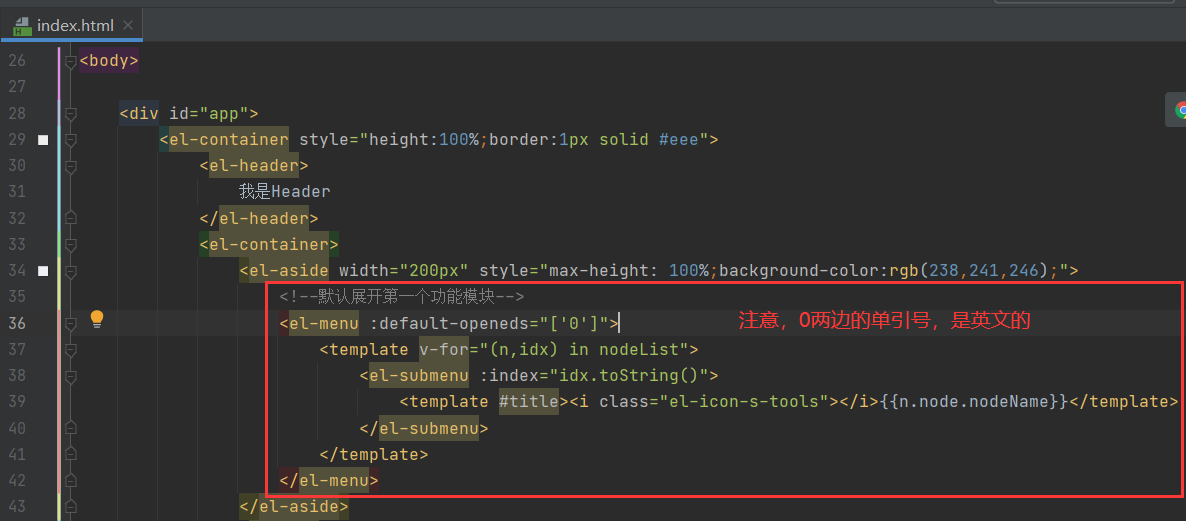 index.html
26 <body>
27
28 <div id="app">
29 <el-container style="height:100%;border:1px solid #eee">
30 <el-header>
31 我是Header
32 </el-header>
33 <el-container>
34 <el-aside width="200px" style="max-height: 100%;background-color:rgb(238,241,246);">
35 <!--默认展开第一个功能模块-->
36 <el-menu :default-openeds="['0']"> 注意，0两边的单引号，是英文的
37 <template v-for="(n,idx) in nodeList">
38 <el-submenu :index="idx.toString()">
39 <template #title><i class="el-icon-s-tools"></i>{{n.node.nodeName}}</template>
40 </el-submenu>
41 </template>
42 </el-menu>
43 </el-aside>